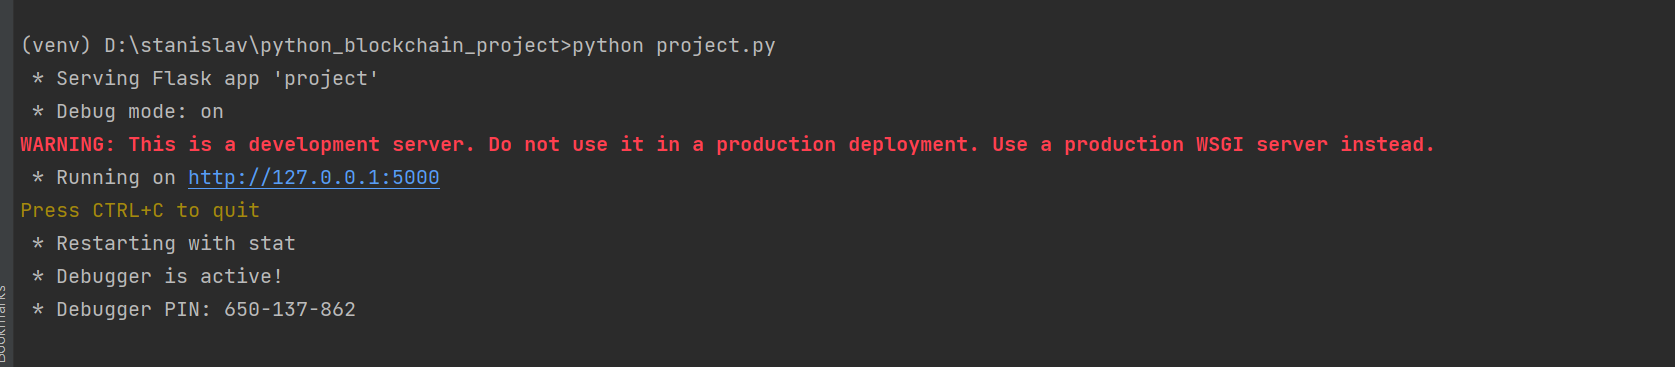 (venv) D:\stanislav\python_blockchain_project>python project.py
* Serving Flask app 'project'
* Debug mode: on
WARNING: This is a development server. Do not use it in a production deployment. Use a production WSGI server instead.
* Running on http://127.0.0.1:5000
Press CTRL+C to quit
* Restarting with stat
* Debugger is active!
* Debugger PIN: 650-137-862
Bookmarks